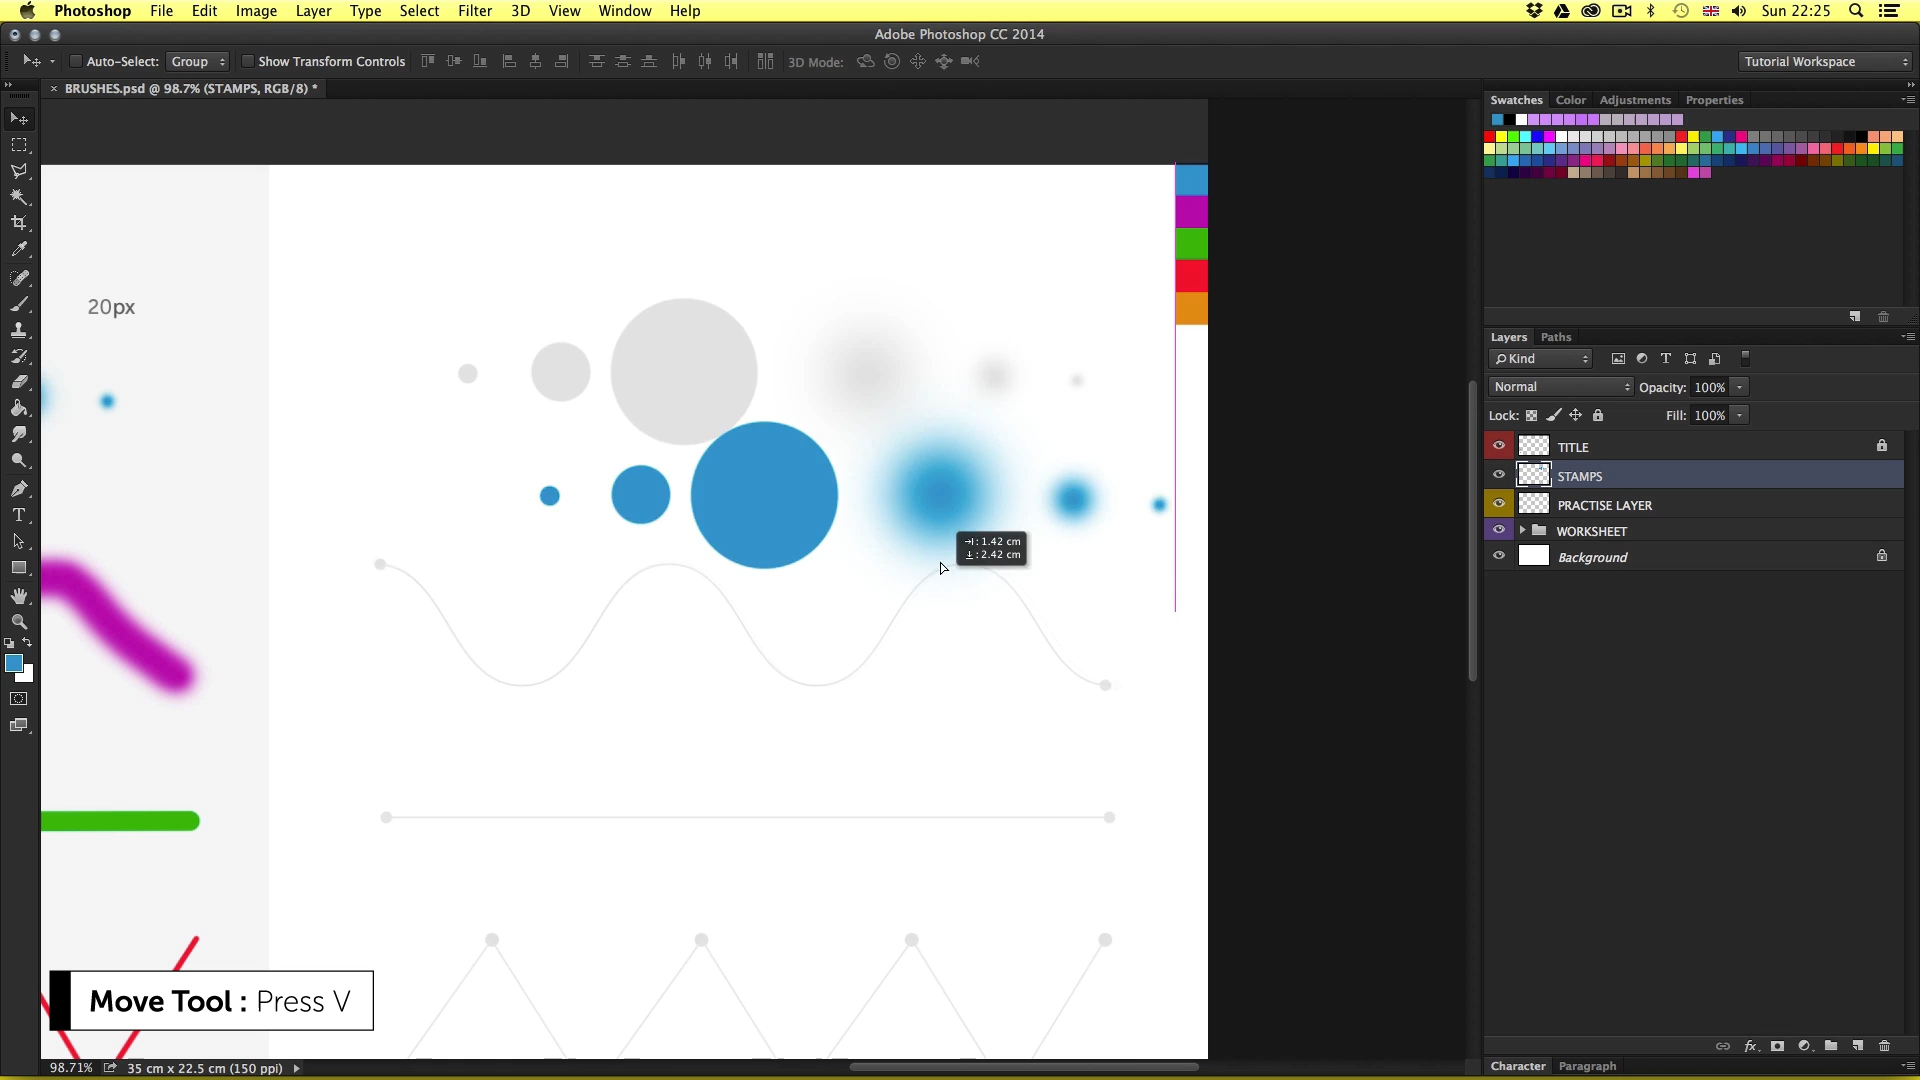 Photoshop File Edit Image Layer Type Select Filter 3D View Window Help Sun 22:25
Adobe Photoshop CC 2014
Auto-Select: Group Show Transform Controls 3D Mode: Tutorial Workspace
× BRUSHES.psd @ 98.7% (STAMPS, RGB/8) *
Swatches Color Adjustments Properties
20px
Layers Paths
Kind
Normal Opacity: 100%
Lock: Fill: 100%
TITLE
STAMPS
PRACTISE LAYER
WORKSHEET
Background
→: 1.42 cm
↓: 2.42 cm
Move Tool : Press V
98.71% 35 cm x 22.5 cm (150 ppi)
Character Paragraph